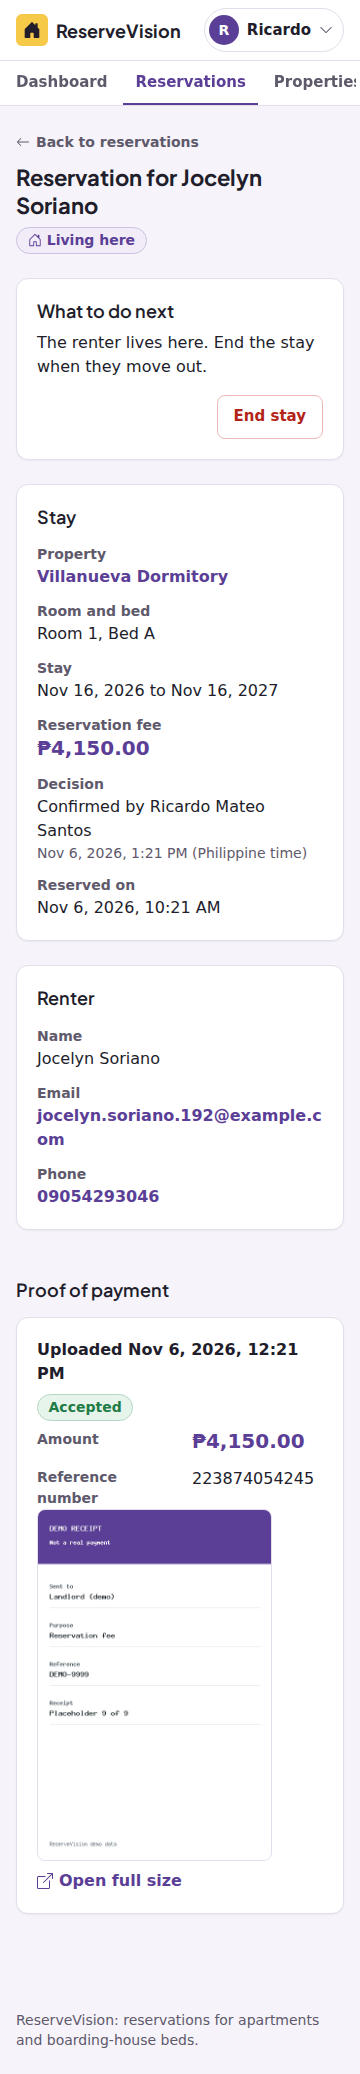 ReserveVision
R Ricardo
Dashboard Reservations Properties
Back to reservations
Reservation for Jocelyn
Soriano
Living here
What to do next
The renter lives here. End the stay
when they move out.
End stay
Stay
Property
Villanueva Dormitory
Room and bed
Room 1, Bed A
Stay
Nov 16, 2026 to Nov 16, 2027
Reservation fee
₱4,150.00
Decision
Confirmed by Ricardo Mateo
Santos
Nov 6, 2026, 1:21 PM (Philippine time)
Reserved on
Nov 6, 2026, 10:21 AM
Renter
Name
Jocelyn Soriano
Email
jocelyn.soriano.192@example.c
om
Phone
09054293046
Proof of payment
Uploaded Nov 6, 2026, 12:21
PM
Accepted
Amount ₱4,150.00
Reference 223874054245
number
DEMO RECEIPT
Not a real payment
Sent to
Landlord (demo)
Purpose
Reservation fee
Reference
DEMO-9999
Receipt
Placeholder 9 of 9
ReserveVision demo data
Open full size
ReserveVision: reservations for apartments
and boarding-house beds.